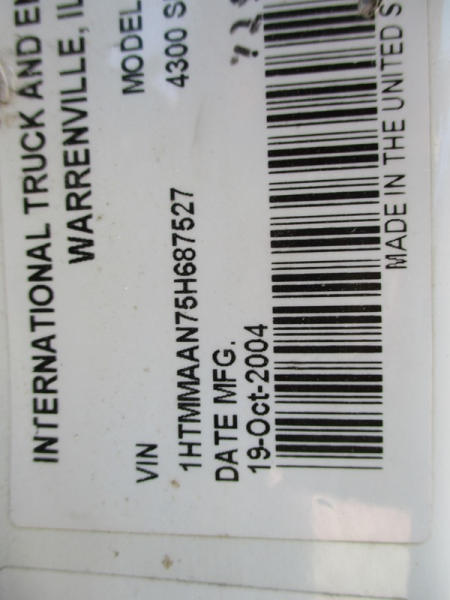 INTERNATIONAL TRUCK AND
WARRENVILLE, IL
VIN
1HTMMAAN75H687527
MODEL
4300
DATE MFG.
19-Oct-2004
MADE IN THE UNITED